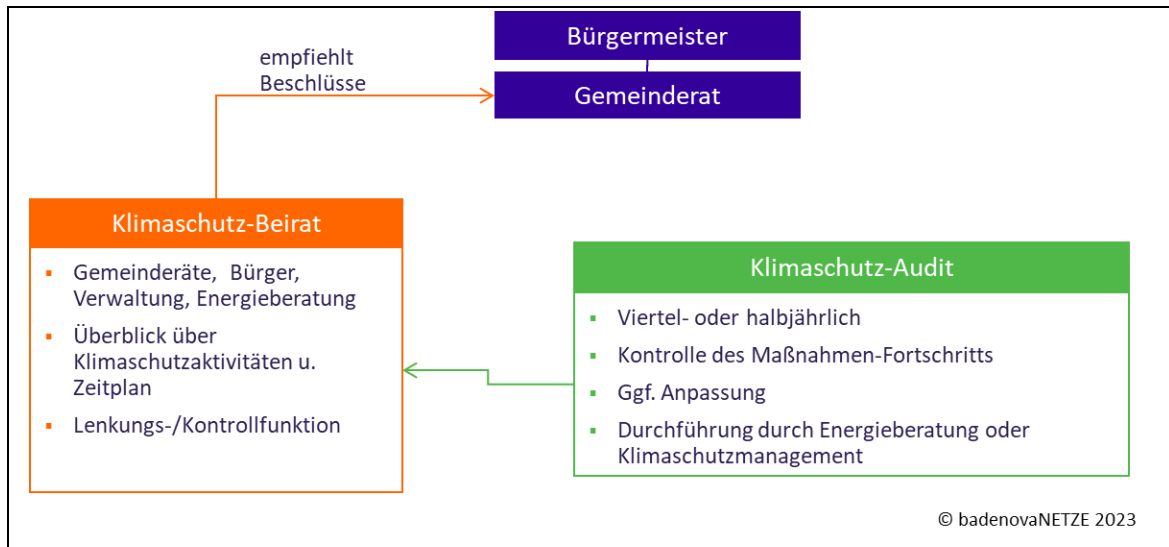 Bürgermeister
Gemeinderat
empfiehlt
Beschlüsse
Klimaschutz-Beirat
▪ Gemeinderäte, Bürger,
Verwaltung, Energieberatung
▪ Überblick über
Klimaschutzaktivitäten u.
Zeitplan
▪ Lenkungs-/Kontrollfunktion
Klimaschutz-Audit
▪ Viertel- oder halbjährlich
▪ Kontrolle des Maßnahmen-Fortschritts
▪ Ggf. Anpassung
▪ Durchführung durch Energieberatung oder
Klimaschutzmanagement
© badenovaNETZE 2023